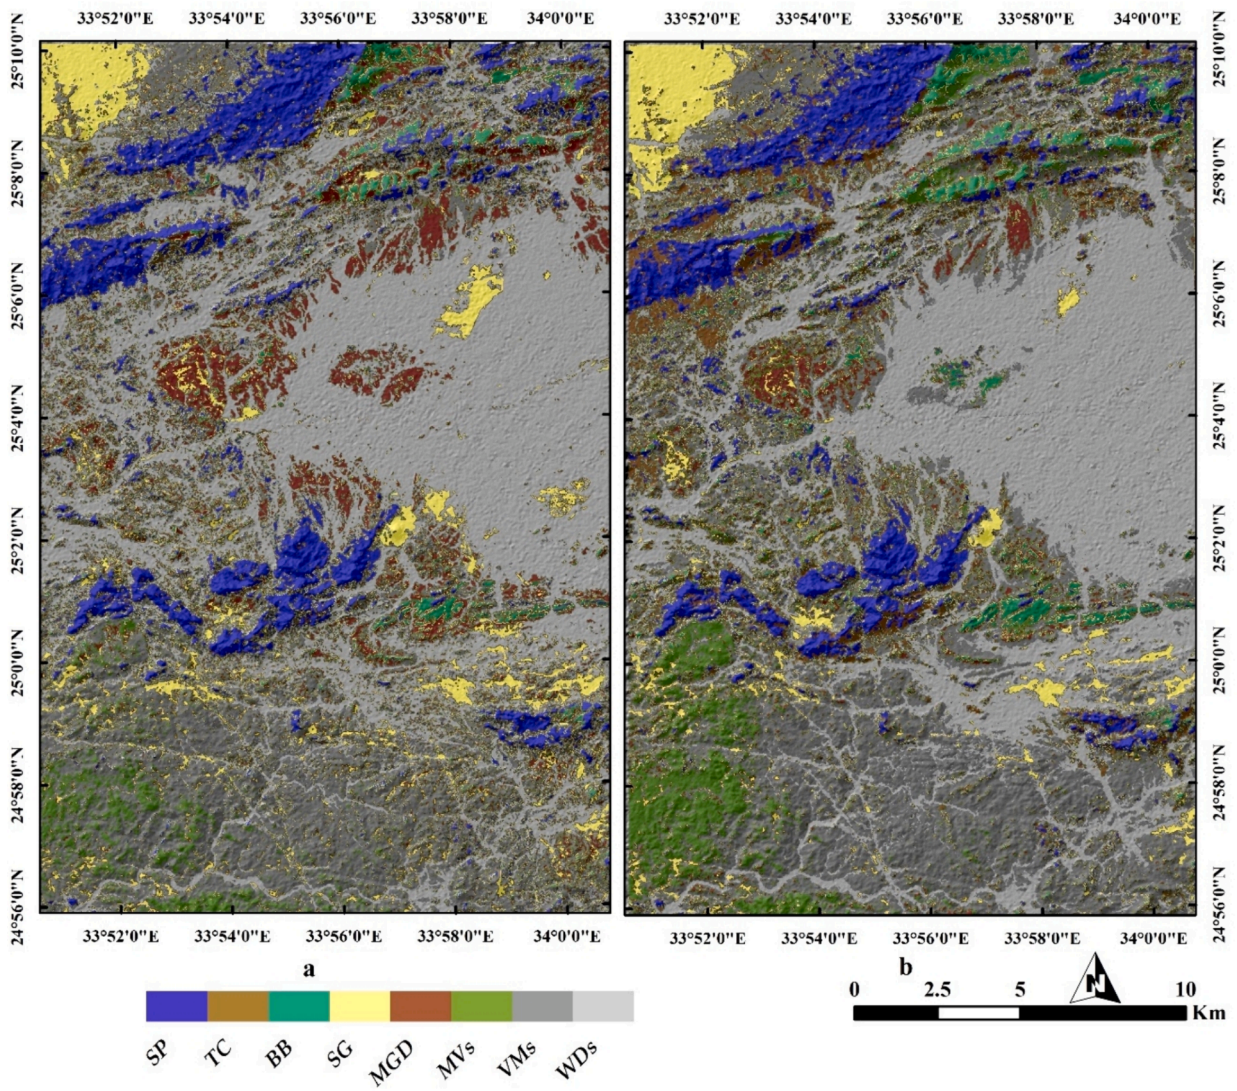 33°52'0"E 33°54'0"E 33°56'0"E 33°58'0"E 34°0'0"E 33°52'0"E 33°54'0"E 33°56'0"E 33°58'0"E 34°0'0"E
25°10'0"N 25°10'0"N
25°8'0"N 25°8'0"N
25°6'0"N 25°6'0"N
25°4'0"N 25°4'0"N
25°2'0"N 25°2'0"N
25°0'0"N 25°0'0"N
24°58'0"N 24°58'0"N
24°56'0"N 24°56'0"N
33°52'0"E 33°54'0"E 33°56'0"E 33°58'0"E 34°0'0"E 33°52'0"E 33°54'0"E 33°56'0"E 33°58'0"E 34°0'0"E
a b
N
0 2.5 5 10
Km
SP TC BB SG MGD MVs VMs WDs